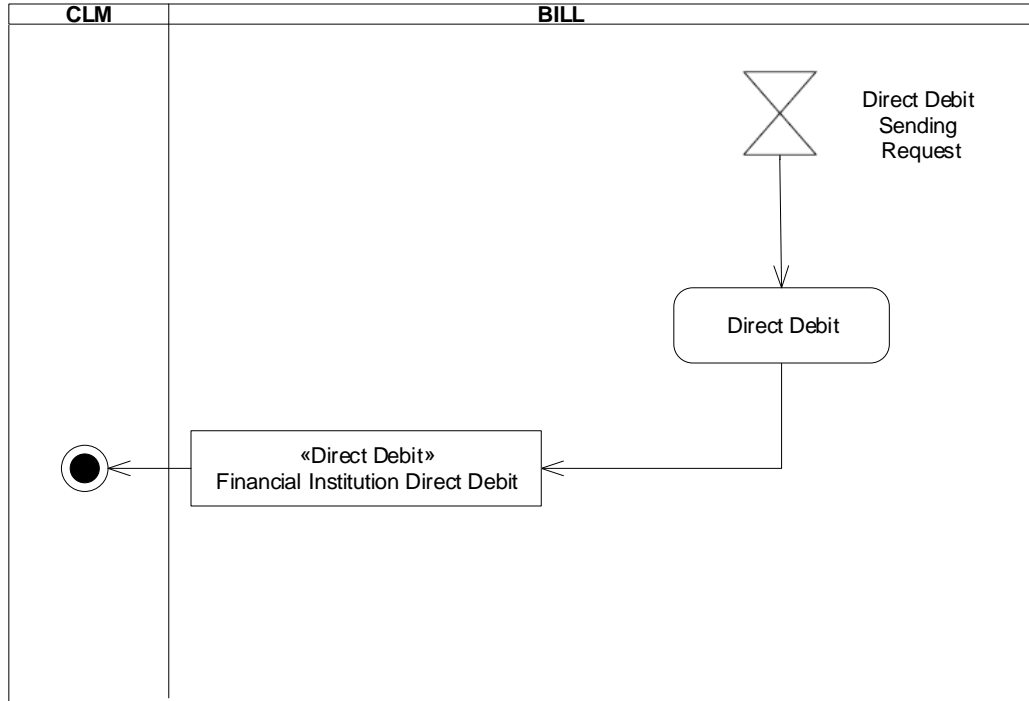 CLM
BILL
Direct Debit
Sending
Request
Direct Debit
«Direct Debit»
Financial Institution Direct Debit